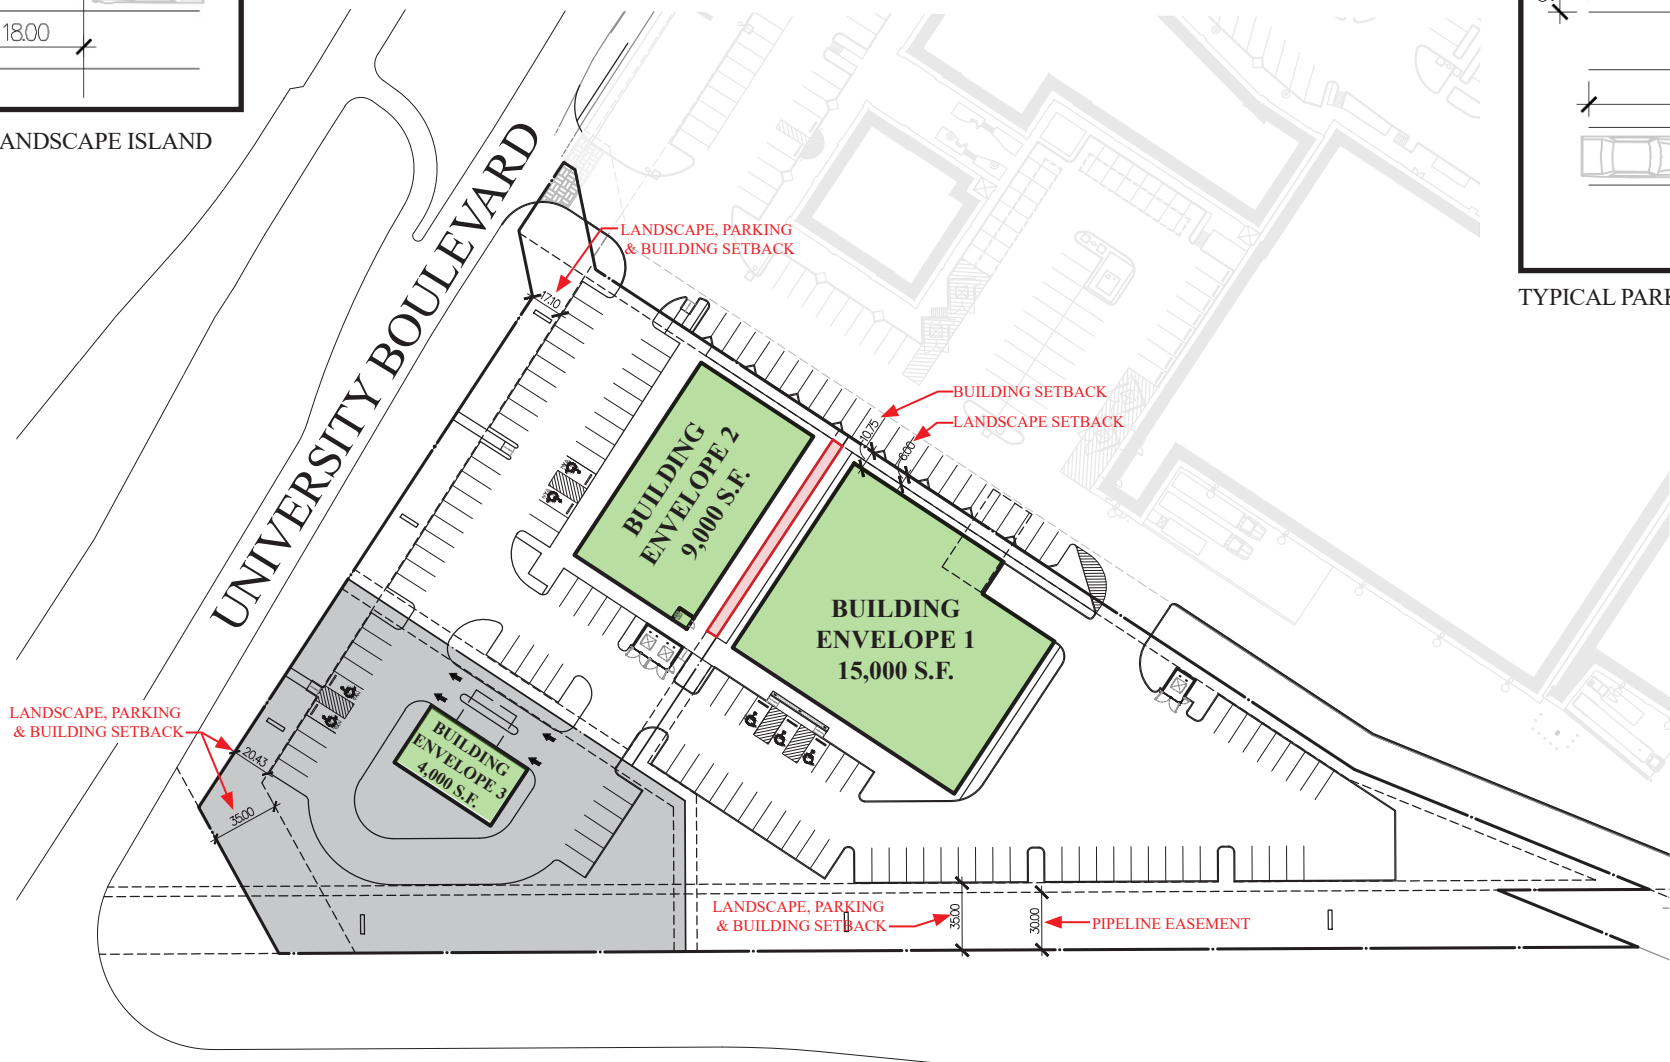 18.00
ANDSCAPE ISLAND
TYPICAL PARK
UNIVERSITY BOULEVARD
LANDSCAPE, PARKING
& BUILDING SETBACK
17.10
BUILDING SETBACK
LANDSCAPE SETBACK
10.75
6.00
BUILDING
ENVELOPE 2
9,000 S.F.
BUILDING
ENVELOPE 1
15,000 S.F.
LANDSCAPE, PARKING
& BUILDING SETBACK
20.43
35.00
BUILDING
ENVELOPE 3
4,000 S.F.
LANDSCAPE, PARKING
& BUILDING SETBACK
35.00
30.00
PIPELINE EASEMENT